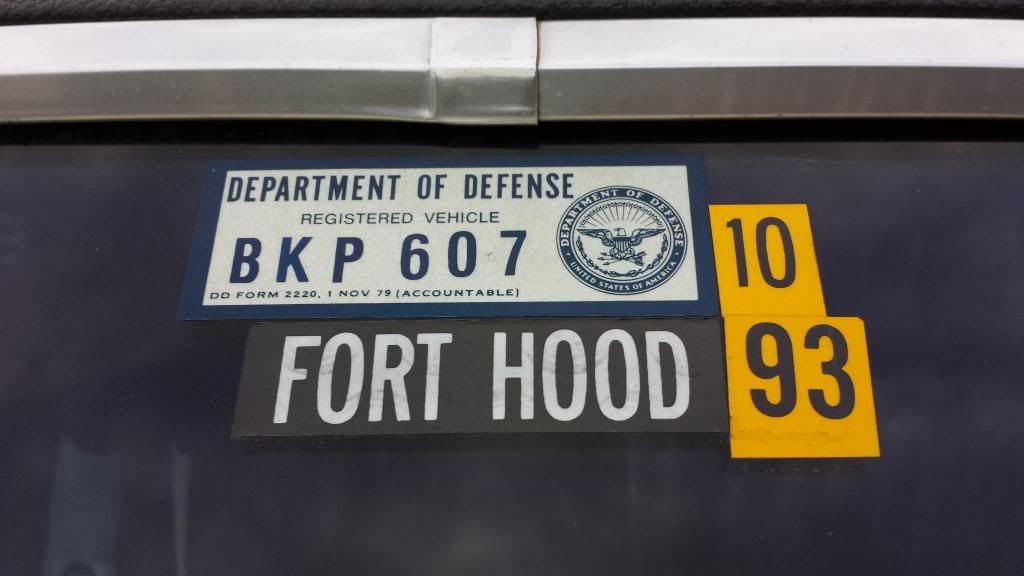 DEPARTMENT OF DEFENSE
REGISTERED VEHICLE
BKP 607
DD FORM 2220, 1 NOV 79 (ACCOUNTABLE)
DEPARTMENT OF DEFENSE
UNITED STATES OF AMERICA
10
FORT HOOD
93